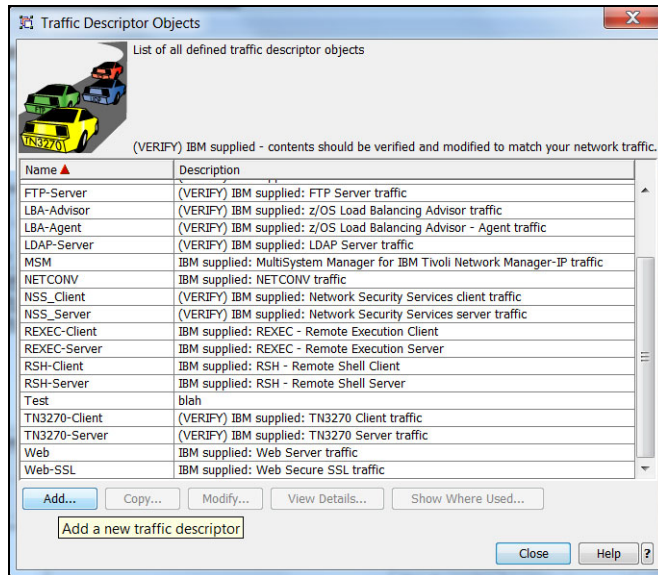 Traffic Descriptor Objects
List of all defined traffic descriptor objects
TN3270
(VERIFY) IBM supplied - contents should be verified and modified to match your network traffic.
Name Description
FTP-Server (VERIFY) IBM supplied: FTP Server traffic
LBA-Advisor (VERIFY) IBM supplied: z/OS Load Balancing Advisor traffic
LBA-Agent (VERIFY) IBM supplied: z/OS Load Balancing Advisor - Agent traffic
LDAP-Server (VERIFY) IBM supplied: LDAP Server traffic
MSM IBM supplied: MultiSystem Manager for IBM Tivoli Network Manager-IP traffic
NETCONV IBM supplied: NETCONV traffic
NSS_Client (VERIFY) IBM supplied: Network Security Services client traffic
NSS_Server (VERIFY) IBM supplied: Network Security Services server traffic
REXEC-Client IBM supplied: REXEC - Remote Execution Client
REXEC-Server IBM supplied: REXEC - Remote Execution Server
RSH-Client IBM supplied: RSH - Remote Shell Client
RSH-Server IBM supplied: RSH - Remote Shell Server
Test blah
TN3270-Client (VERIFY) IBM supplied: TN3270 Client traffic
TN3270-Server (VERIFY) IBM supplied: TN3270 Server traffic
Web IBM supplied: Web Server traffic
Web-SSL IBM supplied: Web Secure SSL traffic
Add... Copy... Modify... View Details... Show Where Used...
Add a new traffic descriptor
Close Help ?